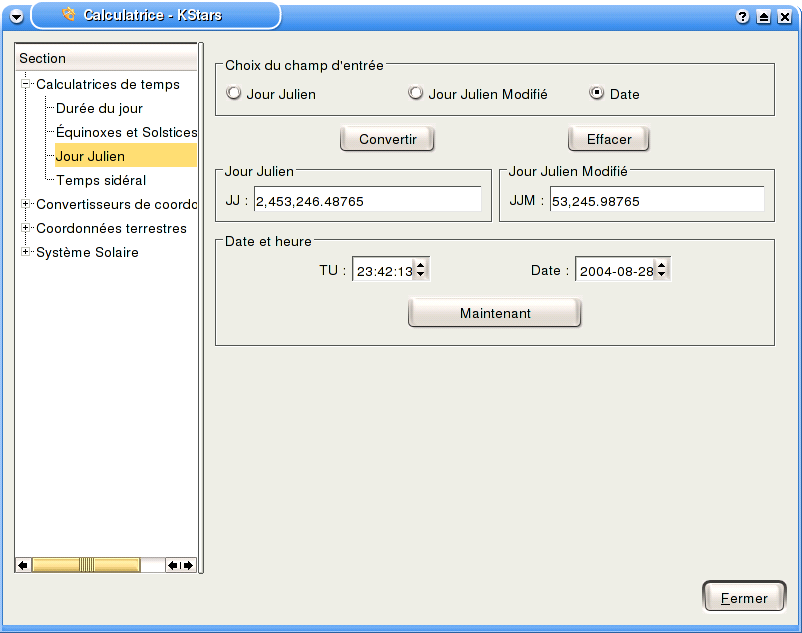 Calculatrice - KStars
Section
Calculatrices de temps
Durée du jour
Équinoxes et Solstices
Jour Julien
Temps sidéral
Convertisseurs de coordo
Coordonnées terrestres
Système Solaire
Choix du champ d'entrée
Jour Julien Jour Julien Modifié Date
Convertir Effacer
Jour Julien Jour Julien Modifié
JJ : 2,453,246.48765 JJM : 53,245.98765
Date et heure
TU : 23:42:13 Date : 2004-08-28
Maintenant
Fermer